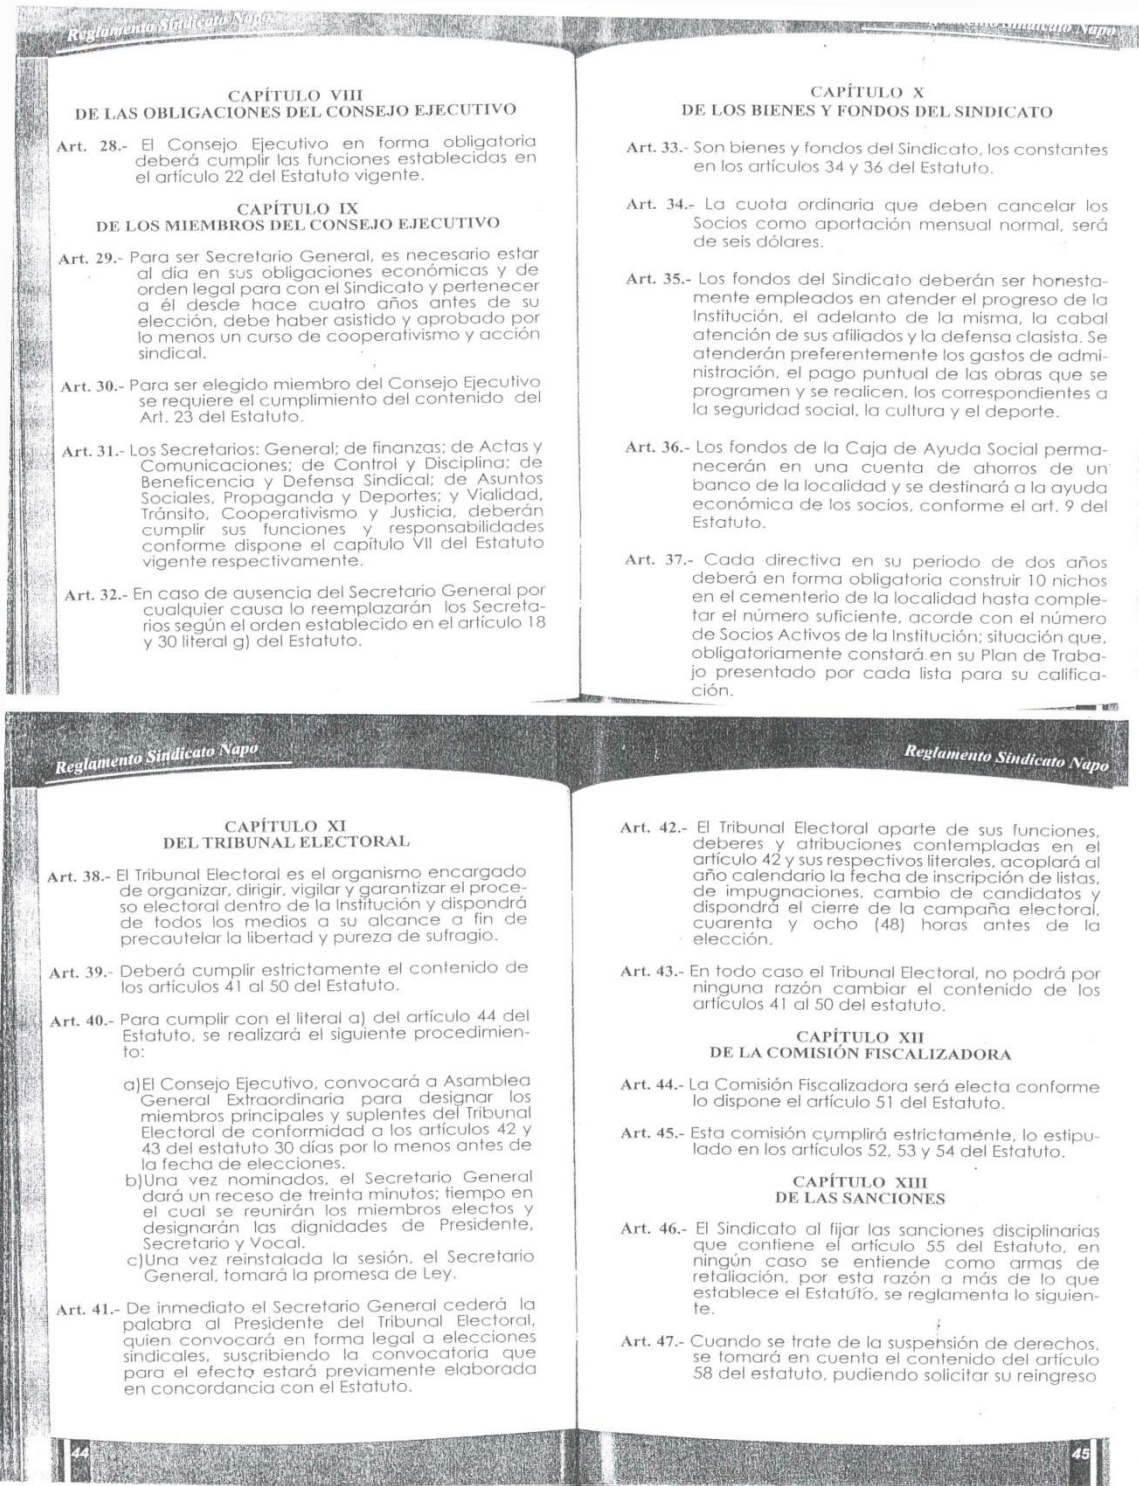 Reglamento Sindicato Napo
CAPÍTULO VIII
DE LAS OBLIGACIONES DEL CONSEJO EJECUTIVO
Art. 28.- El Consejo Ejecutivo en forma obligatoria
deberá cumplir las funciones establecidas en
el artículo 22 del Estatuto vigente.
CAPÍTULO IX
DE LOS MIEMBROS DEL CONSEJO EJECUTIVO
Art. 29.- Para ser Secretario General, es necesario estar
al día en sus obligaciones económicas y de
orden legal para con el Sindicato y pertenecer
a él desde hace cuatro años antes de su
elección, debe haber asistido y aprobado por
lo menos un curso de cooperativismo y acción
sindical.
Art. 30.- Para ser elegido miembro del Consejo Ejecutivo
se requiere el cumplimiento del contenido del
Art. 23 del Estatuto.
Art. 31.- Los Secretarios: General; de finanzas; de Actas y
Comunicaciones; de Control y Disciplina; de
Beneficencia y Defensa Sindical; de Asuntos
Sociales, Propaganda y Deportes; y Vialidad,
Tránsito, Cooperativismo y Justicia, deberán
cumplir sus funciones y responsabilidades
conforme dispone el capítulo VII del Estatuto
vigente respectivamente.
Art. 32.- En caso de ausencia del Secretario General por
cualquier causa lo reemplazarán los Secreta-
rios según el orden establecido en el artículo 18
y 30 literal g) del Estatuto.
Sindicato Napo
CAPÍTULO X
DE LOS BIENES Y FONDOS DEL SINDICATO
Art. 33.- Son bienes y fondos del Sindicato, los constantes
en los artículos 34 y 36 del Estatuto.
Art. 34.- La cuota ordinaria que deben cancelar los
Socios como aportación mensual normal, será
de seis dólares.
Art. 35.- Los fondos del Sindicato deberán ser honesta-
mente empleados en atender el progreso de la
Institución, el adelanto de la misma, la cabal
atención de sus afiliados y la defensa clasista. Se
atenderán preferentemente los gastos de admi-
nistración, el pago puntual de las obras que se
programen y se realicen, los correspondientes a
la seguridad social, la cultura y el deporte.
Art. 36.- Los fondos de la Caja de Ayuda Social perma-
necerán en una cuenta de ahorros de un
banco de la localidad y se destinará a la ayuda
económica de los socios, conforme el art. 9 del
Estatuto.
Art. 37.- Cada directiva en su periodo de dos años
deberá en forma obligatoria construir 10 nichos
en el cementerio de la localidad hasta comple-
tar el número suficiente, acorde con el número
de Socios Activos de la Institución; situación que,
obligatoriamente constará en su Plan de Traba-
jo presentado por cada lista para su califica-
ción.
Reglamento Sindicato Napo
CAPÍTULO XI
DEL TRIBUNAL ELECTORAL
Art. 38.- El Tribunal Electoral es el organismo encargado
de organizar, dirigir, vigilar y garantizar el proce-
so electoral dentro de la Institución y dispondrá
de todos los medios a su alcance a fin de
precautelar la libertad y pureza de sufragio.
Art. 39.- Deberá cumplir estrictamente el contenido de
los artículos 41 al 50 del Estatuto.
Art. 40.- Para cumplir con el literal a) del artículo 44 del
Estatuto, se realizará el siguiente procedimien-
to:
a)El Consejo Ejecutivo, convocará a Asamblea
General Extraordinaria para designar los
miembros principales y suplentes del Tribunal
Electoral de conformidad a los artículos 42 y
43 del estatuto 30 días por lo menos antes de
la fecha de elecciones.
b)Una vez nominados, el Secretario General
dará un receso de treinta minutos; tiempo en
el cual se reunirán los miembros electos y
designarán las dignidades de Presidente,
Secretario y Vocal.
c)Una vez reinstalada la sesión, el Secretario
General, tomará la promesa de Ley.
Art. 41.- De inmediato el Secretario General cederá la
palabra al Presidente del Tribunal Electoral,
quien convocará en forma legal a elecciones
sindicales, suscribiendo la convocatoria que
para el efecto estará previamente elaborada
en concordancia con el Estatuto.
44
Reglamento Sindicato Napo
Art. 42.- El Tribunal Electoral aparte de sus funciones,
deberes y atribuciones contempladas en el
artículo 42 y sus respectivos literales, acoplará al
año calendario la fecha de inscripción de listas,
de impugnaciones, cambio de candidatos y
dispondrá el cierre de la campaña electoral,
cuarenta y ocho (48) horas antes de la
elección.
Art. 43.- En todo caso el Tribunal Electoral, no podrá por
ninguna razón cambiar el contenido de los
artículos 41 al 50 del estatuto.
CAPÍTULO XII
DE LA COMISIÓN FISCALIZADORA
Art. 44.- La Comisión Fiscalizadora será electa conforme
lo dispone el artículo 51 del Estatuto.
Art. 45.- Esta comisión cumplirá estrictamente, lo estipu-
lado en los artículos 52, 53 y 54 del Estatuto.
CAPÍTULO XIII
DE LAS SANCIONES
Art. 46.- El Sindicato al fijar las sanciones disciplinarias
que contiene el artículo 55 del Estatuto, en
ningún caso se entiende como armas de
retaliación, por esta razón a más de lo que
establece el Estatuto, se reglamenta lo siguien-
te.
Art. 47.- Cuando se trate de la suspensión de derechos,
se tomará en cuenta el contenido del artículo
58 del estatuto, pudiendo solicitar su reingreso
45